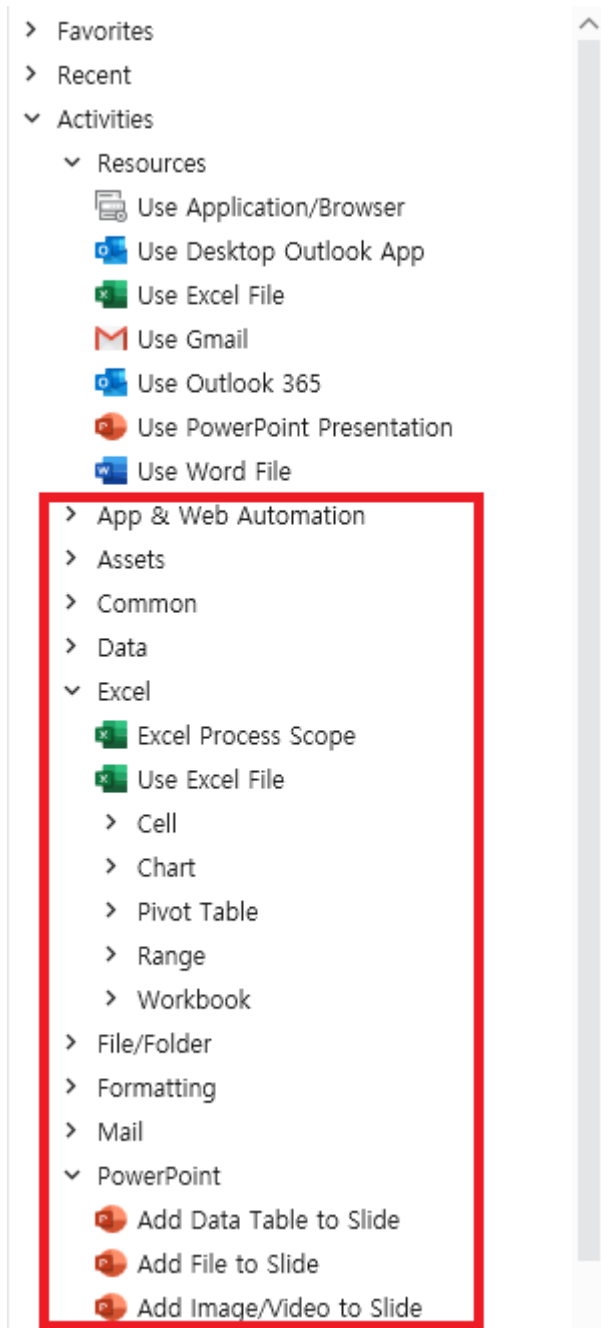 Favorites
Recent
Activities
Resources
Use Application/Browser
Use Desktop Outlook App
Use Excel File
Use Gmail
Use Outlook 365
Use PowerPoint Presentation
Use Word File
App & Web Automation
Assets
Common
Data
Excel
Excel Process Scope
Use Excel File
Cell
Chart
Pivot Table
Range
Workbook
File/Folder
Formatting
Mail
PowerPoint
Add Data Table to Slide
Add File to Slide
Add Image/Video to Slide